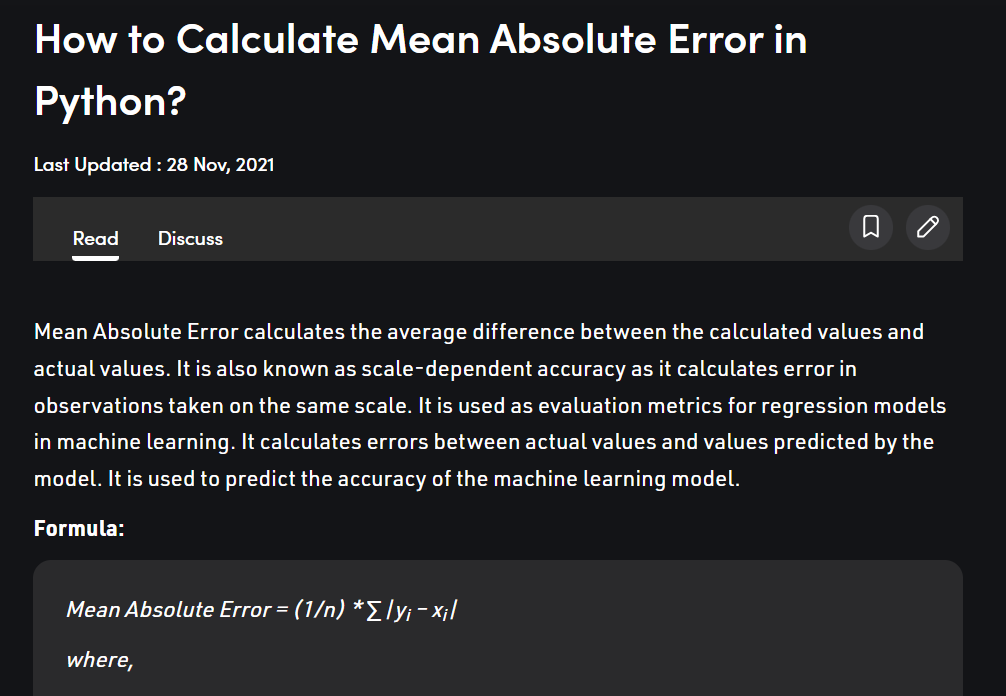 How to Calculate Mean Absolute Error in
Python?
Last Updated : 28 Nov, 2021
Read Discuss
Mean Absolute Error calculates the average difference between the calculated values and
actual values. It is also known as scale-dependent accuracy as it calculates error in
observations taken on the same scale. It is used as evaluation metrics for regression models
in machine learning. It calculates errors between actual values and values predicted by the
model. It is used to predict the accuracy of the machine learning model.
Formula:
Mean Absolute Error = (1/n) * ∑|yᵢ – xᵢ|
where,